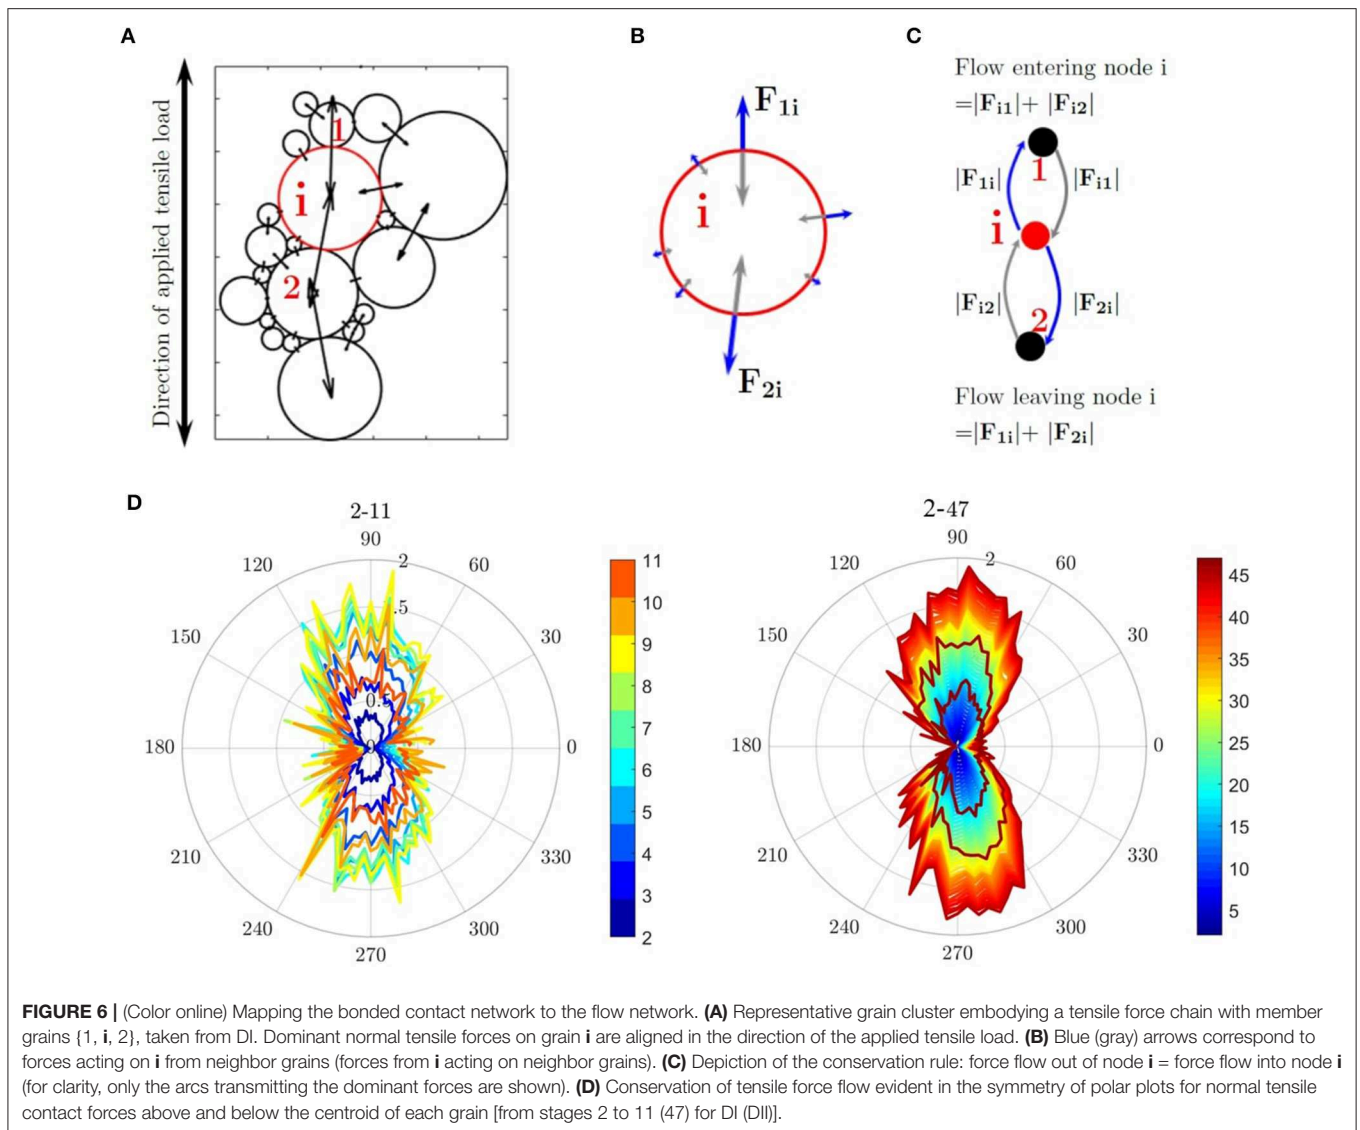 A
B
C
Direction of applied tensile load
1
i
2
F1i
i
F2i
Flow entering node i
=|Fi1|+ |Fi2|
1
|F1i|
|Fi1|
i
|Fi2|
|F2i|
2
Flow leaving node i
=|F1i|+ |F2i|
D
2-11
90
120
60
2
.5
150
30
0.5
180
0
0
210
330
240
300
270
11
10
9
8
7
6
5
4
3
2
2-47
90
120
60
2
150
30
180
0
210
330
240
300
270
45
40
35
30
25
20
15
10
5
FIGURE 6 | (Color online) Mapping the bonded contact network to the flow network. (A) Representative grain cluster embodying a tensile force chain with member
grains {1, i, 2}, taken from DI. Dominant normal tensile forces on grain i are aligned in the direction of the applied tensile load. (B) Blue (gray) arrows correspond to
forces acting on i from neighbor grains (forces from i acting on neighbor grains). (C) Depiction of the conservation rule: force flow out of node i = force flow into node i
(for clarity, only the arcs transmitting the dominant forces are shown). (D) Conservation of tensile force flow evident in the symmetry of polar plots for normal tensile
contact forces above and below the centroid of each grain [from stages 2 to 11 (47) for DI (DII)].